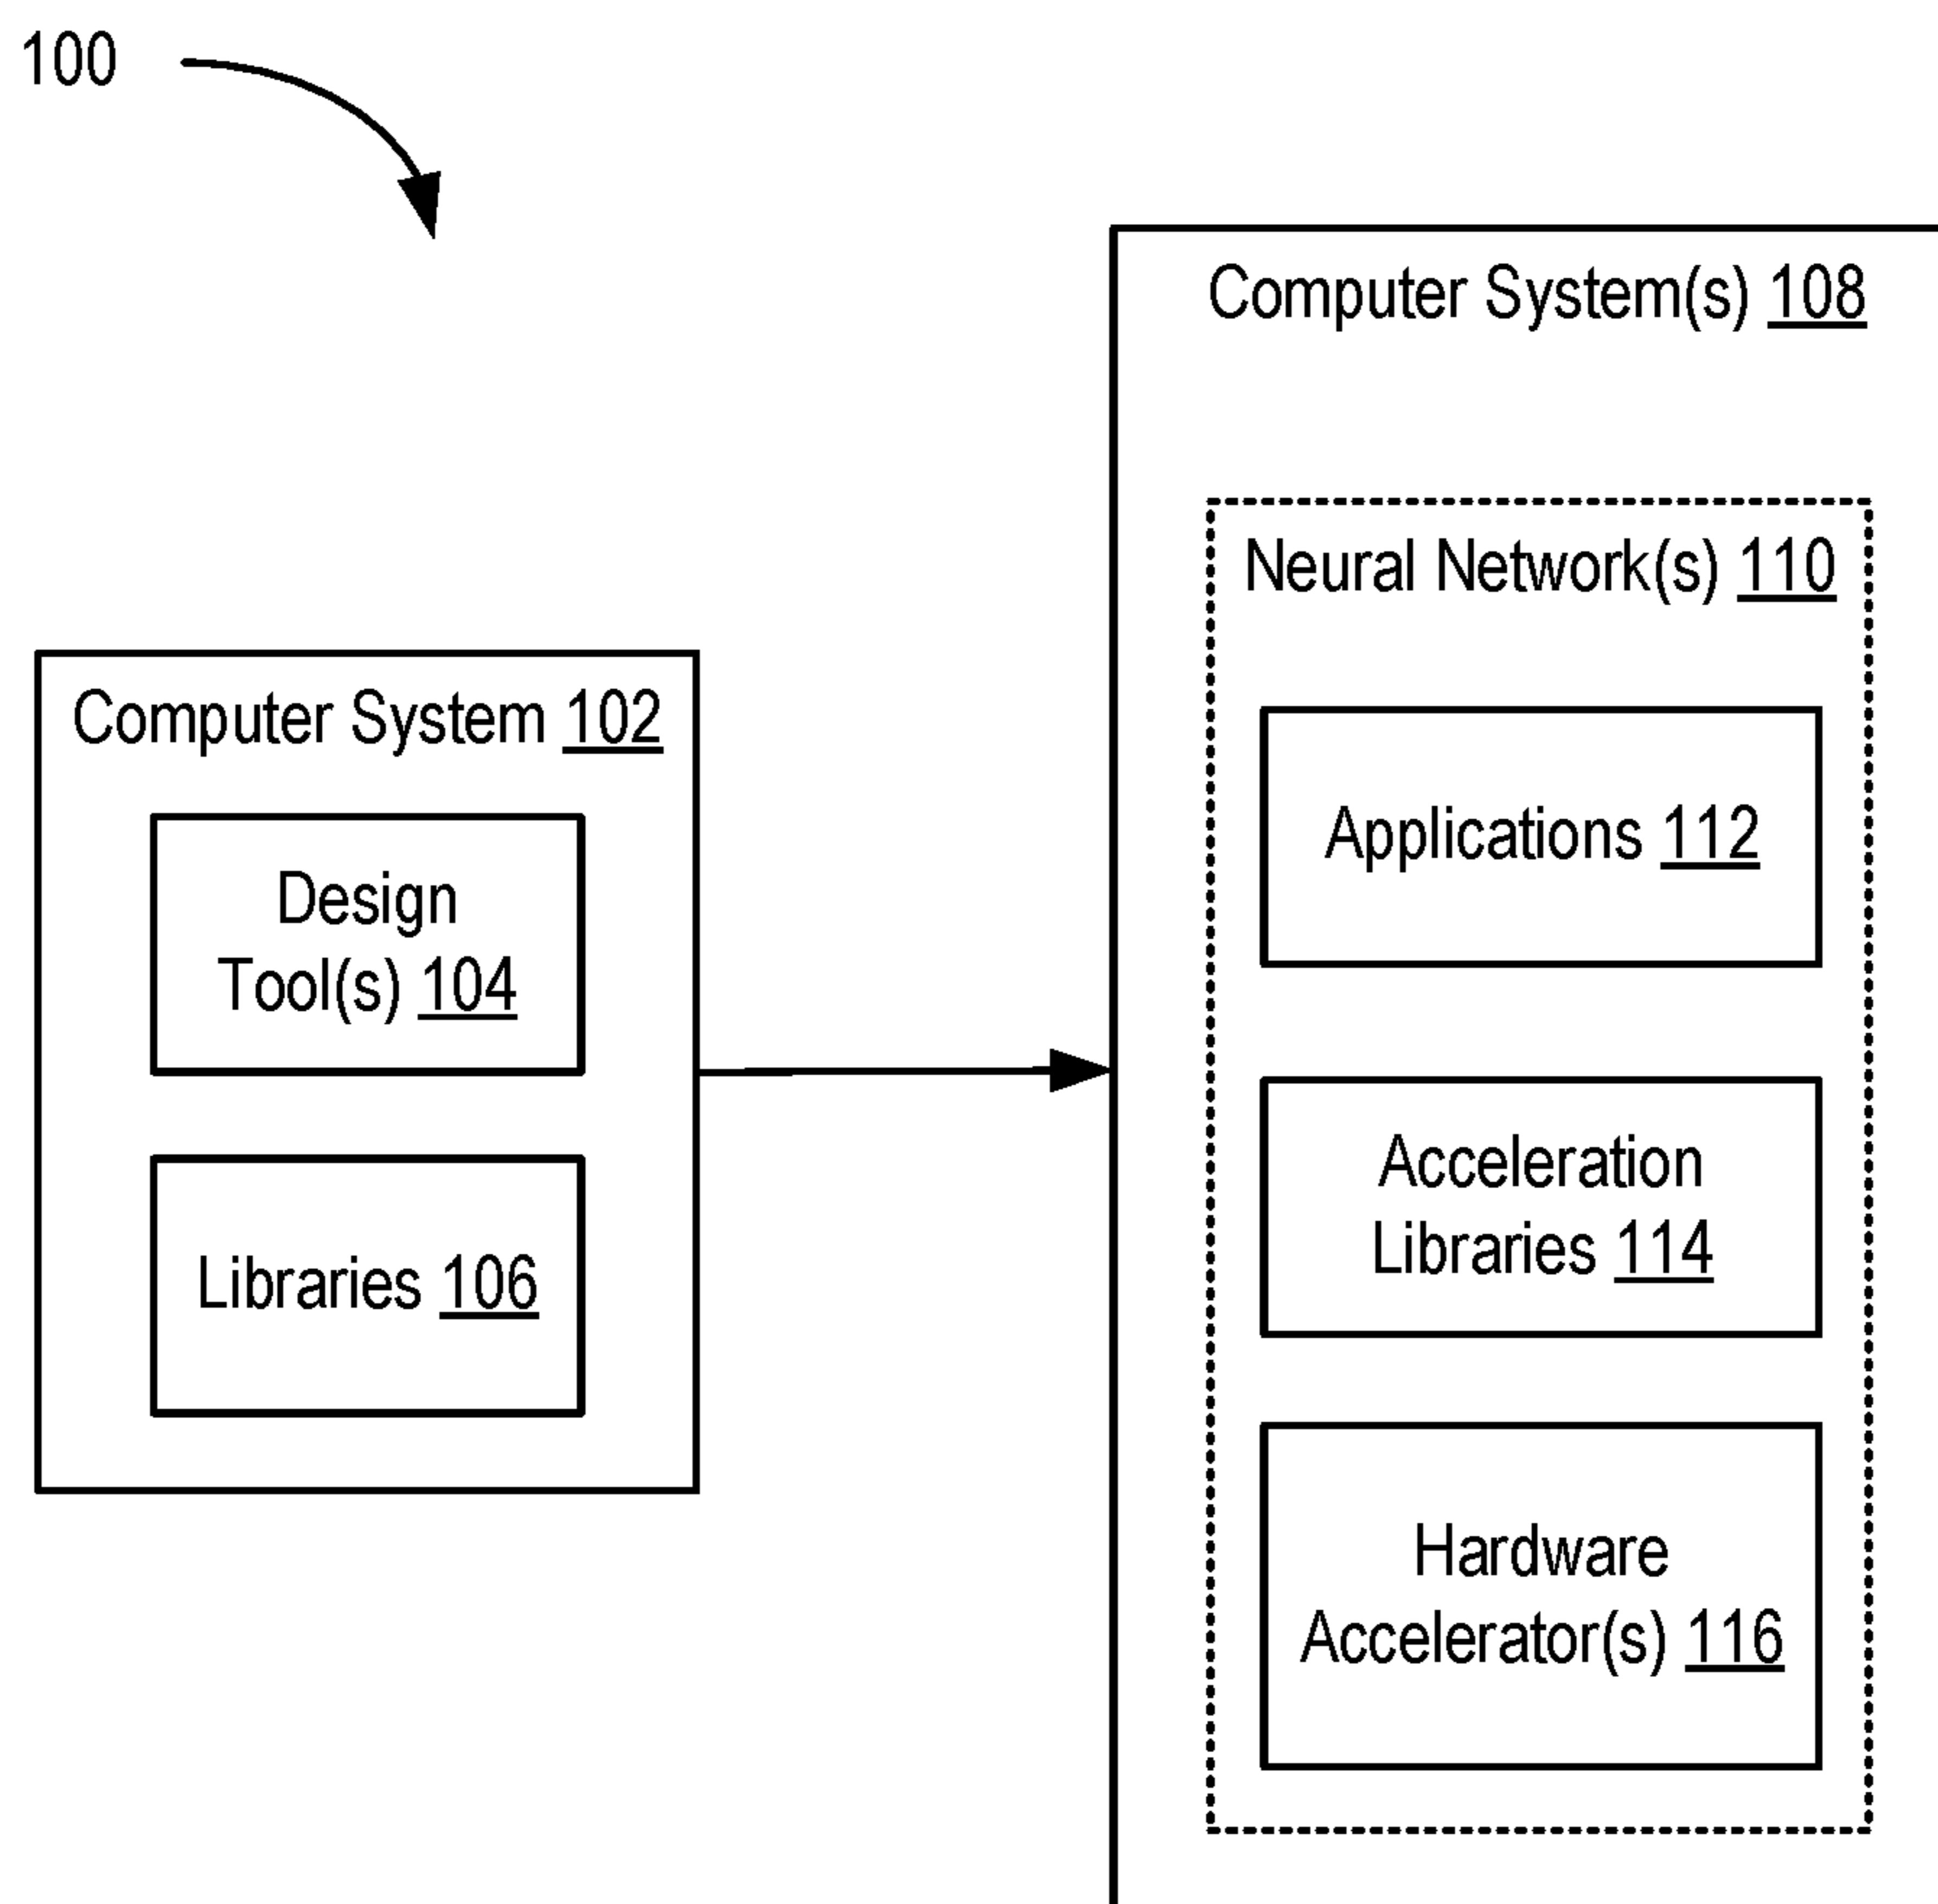 100
Computer System(s) 108
Neural Network(s) 110
Computer System 102
Applications 112
Design
Tool(s) 104
Acceleration
Libraries 114
Libraries 106
Hardware
Accelerator(s) 116